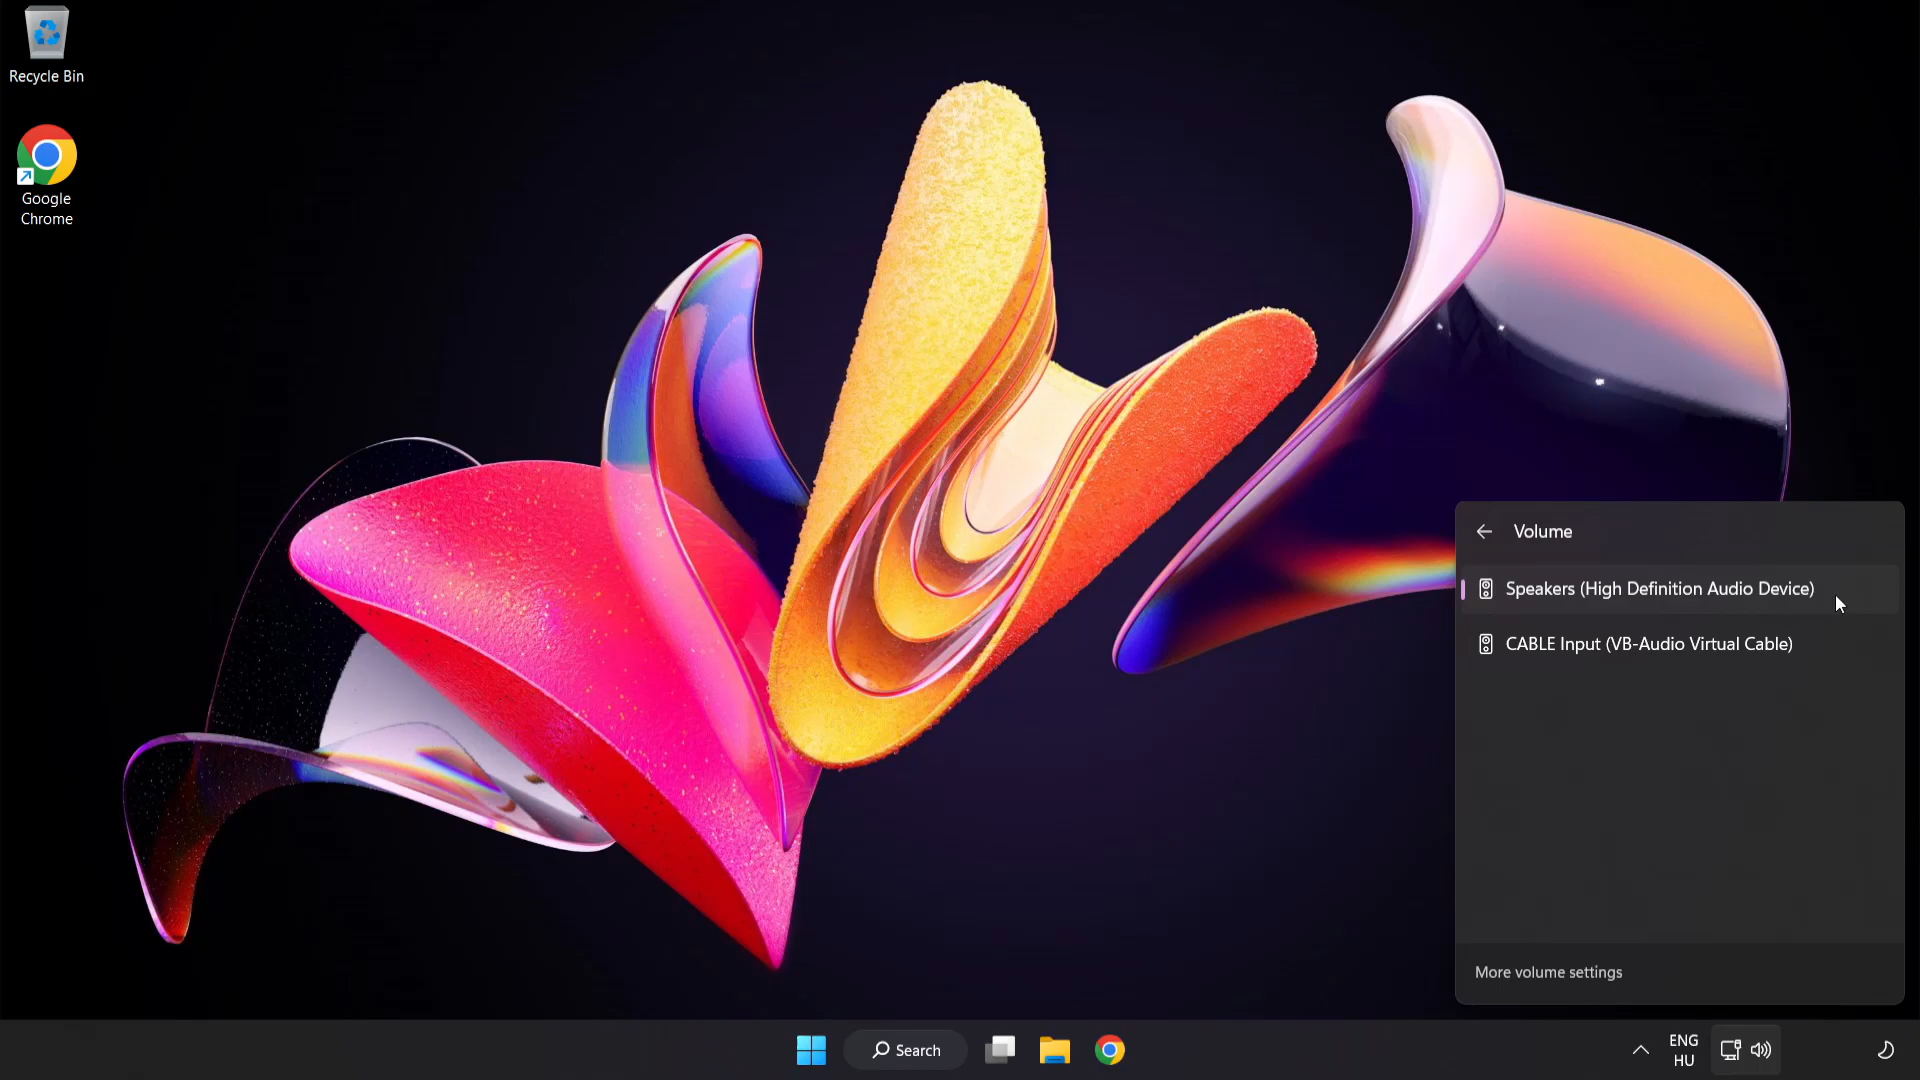 Recycle Bin
Google
Chrome
Volume
Speakers (High Definition Audio Device)
CABLE Input (VB-Audio Virtual Cable)
More volume settings
Search
ENG
HU